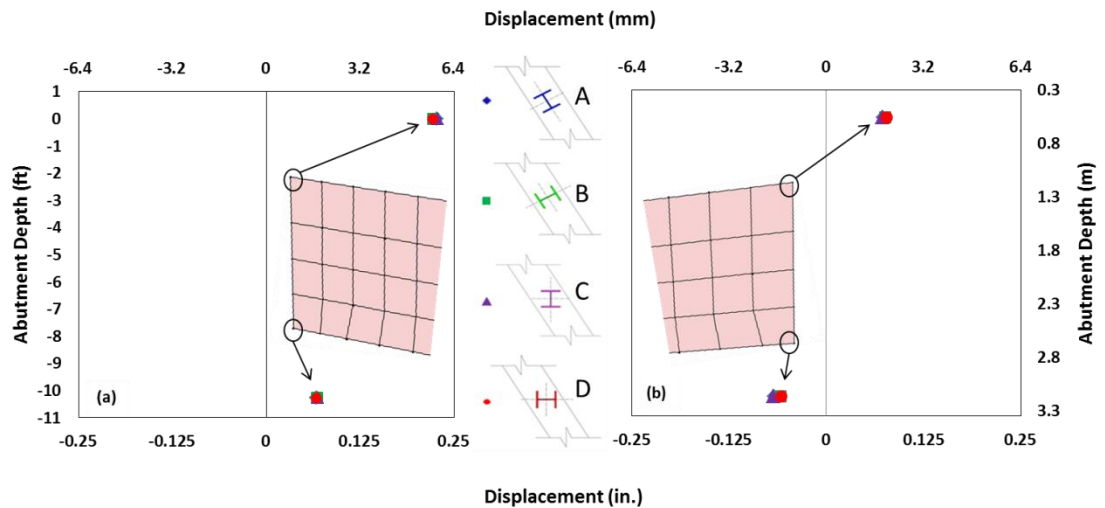 Displacement (mm)
-6.4 -3.2 0 3.2 6.4 -6.4 -3.2 0 3.2 6.4
Abutment Depth (ft)
1
0
-1
-2
-3
-4
-5
-6
-7
-8
-9
-10
-11
(a)
A
B
C
D
(b)
0.3
0.8
1.3
1.8
2.3
2.8
3.3
Abutment Depth (m)
-0.25 -0.125 0 0.125 0.25 -0.25 -0.125 0 0.125 0.25
Displacement (in.)